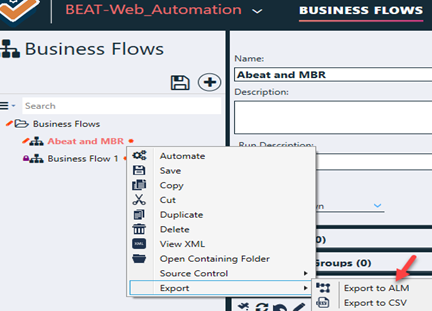 BEAT-Web_Automation
BUSINESS FLOWS
Business Flows
Search
Business Flows
Abeat and MBR
Business Flow 1
Name:
Abeat and MBR
Description:
Run Description:
Automate
Save
Copy
Cut
Duplicate
Delete
XML
View XML
Open Containing Folder
Source Control
Export
Groups (0)
Export to ALM
Export to CSV